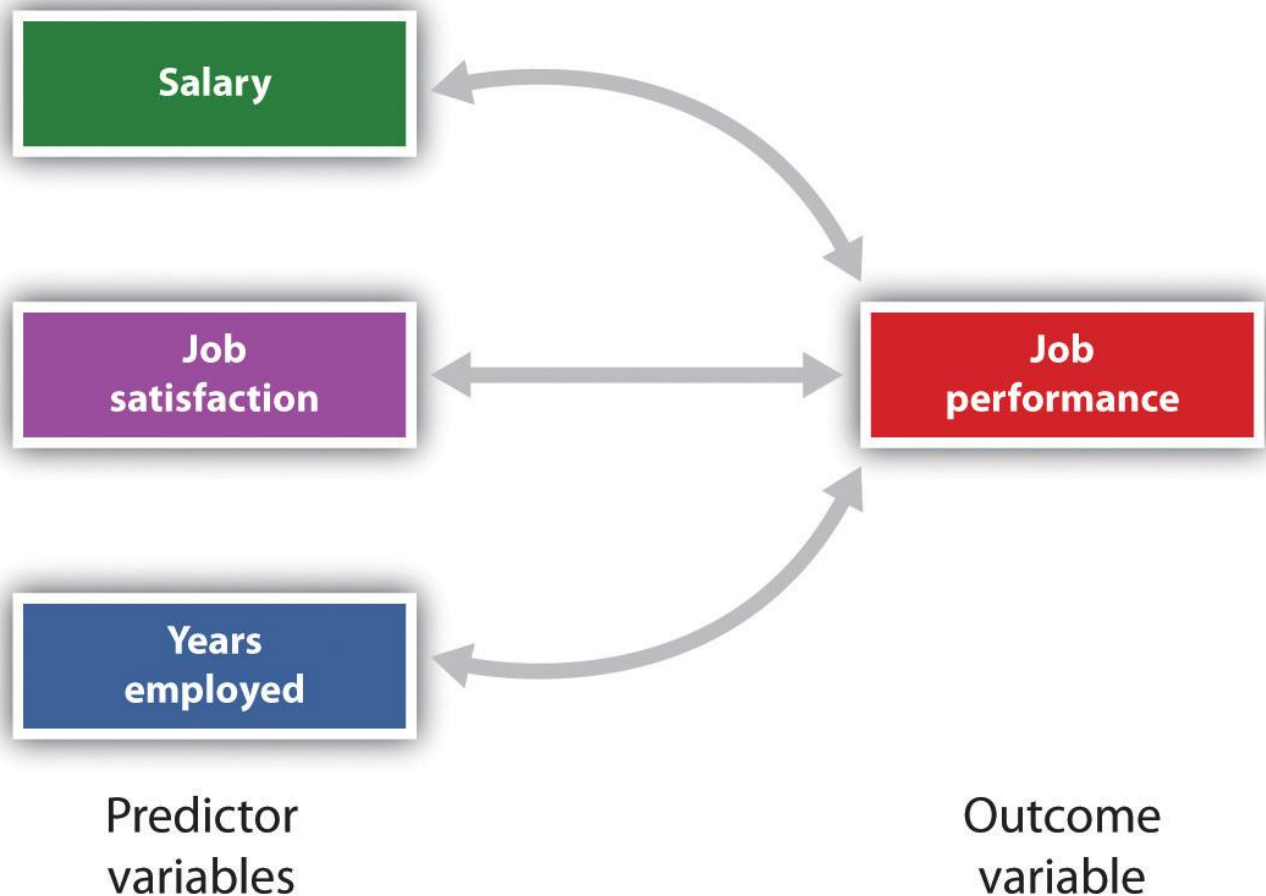 Salary
Job
satisfaction
Job
performance
Years
employed
Predictor
variables
Outcome
variable